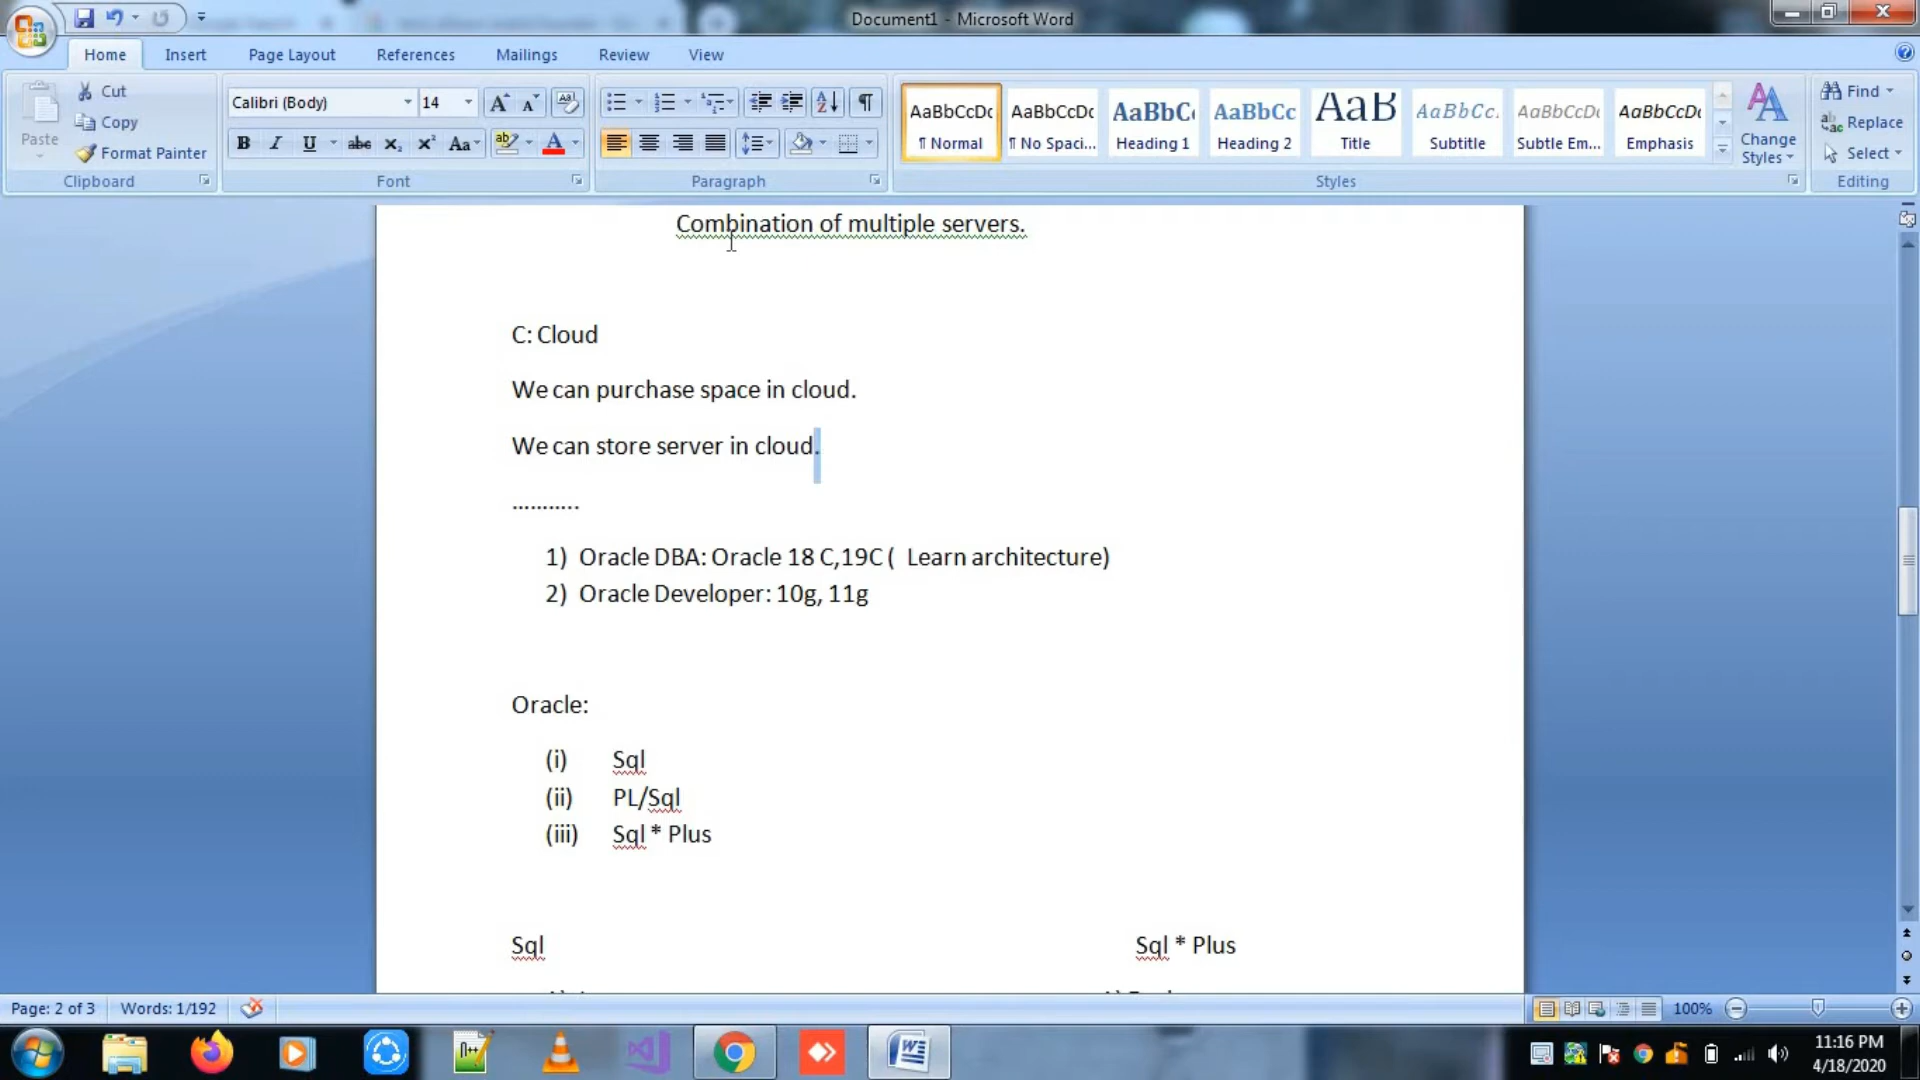 Document1 - Microsoft Word
Home Insert Page Layout References Mailings Review View
Paste
Cut
Copy
Format Painter
Clipboard
Calibri (Body) 14
Font
Paragraph
AaBbCcDc AaBbCcDc AaBbCc AaBbCc AaB AaBbCc. AaBbCcDc AaBbCcDc
¶ Normal ¶ No Spaci... Heading 1 Heading 2 Title Subtitle Subtle Em... Emphasis
Styles
Change Styles
Find
Replace
Select
Editing
Combination of multiple servers.
C: Cloud
We can purchase space in cloud.
We can store server in cloud.
...........
1) Oracle DBA: Oracle 18 C,19C ( Learn architecture)
2) Oracle Developer: 10g, 11g
Oracle:
(i) Sql
(ii) PL/Sql
(iii) Sql * Plus
Sql Sql * Plus
Page: 2 of 3 Words: 1/192 100%
11:16 PM
4/18/2020